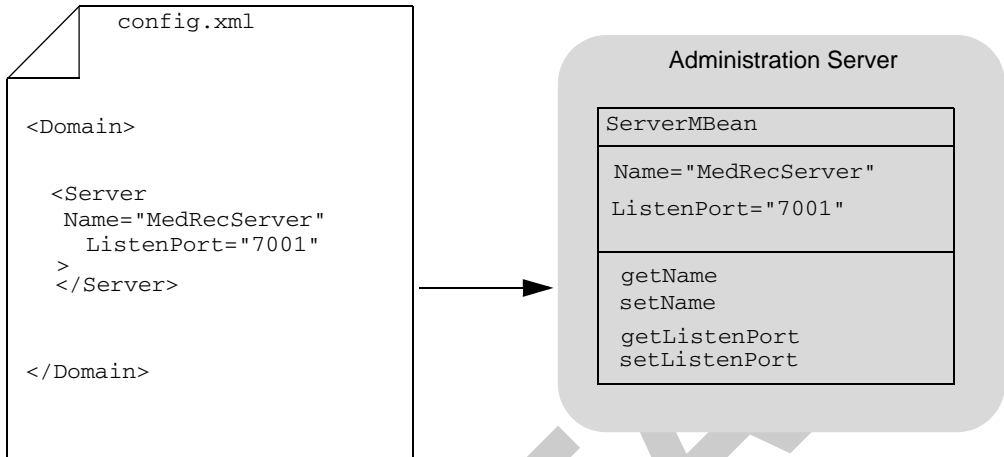 config.xml
<Domain>
<Server
Name="MedRecServer"
ListenPort="7001"
>
</Server>
</Domain>
Administration Server
ServerMBean
Name="MedRecServer"
ListenPort="7001"
getName
setName
getListenPort
setListenPort